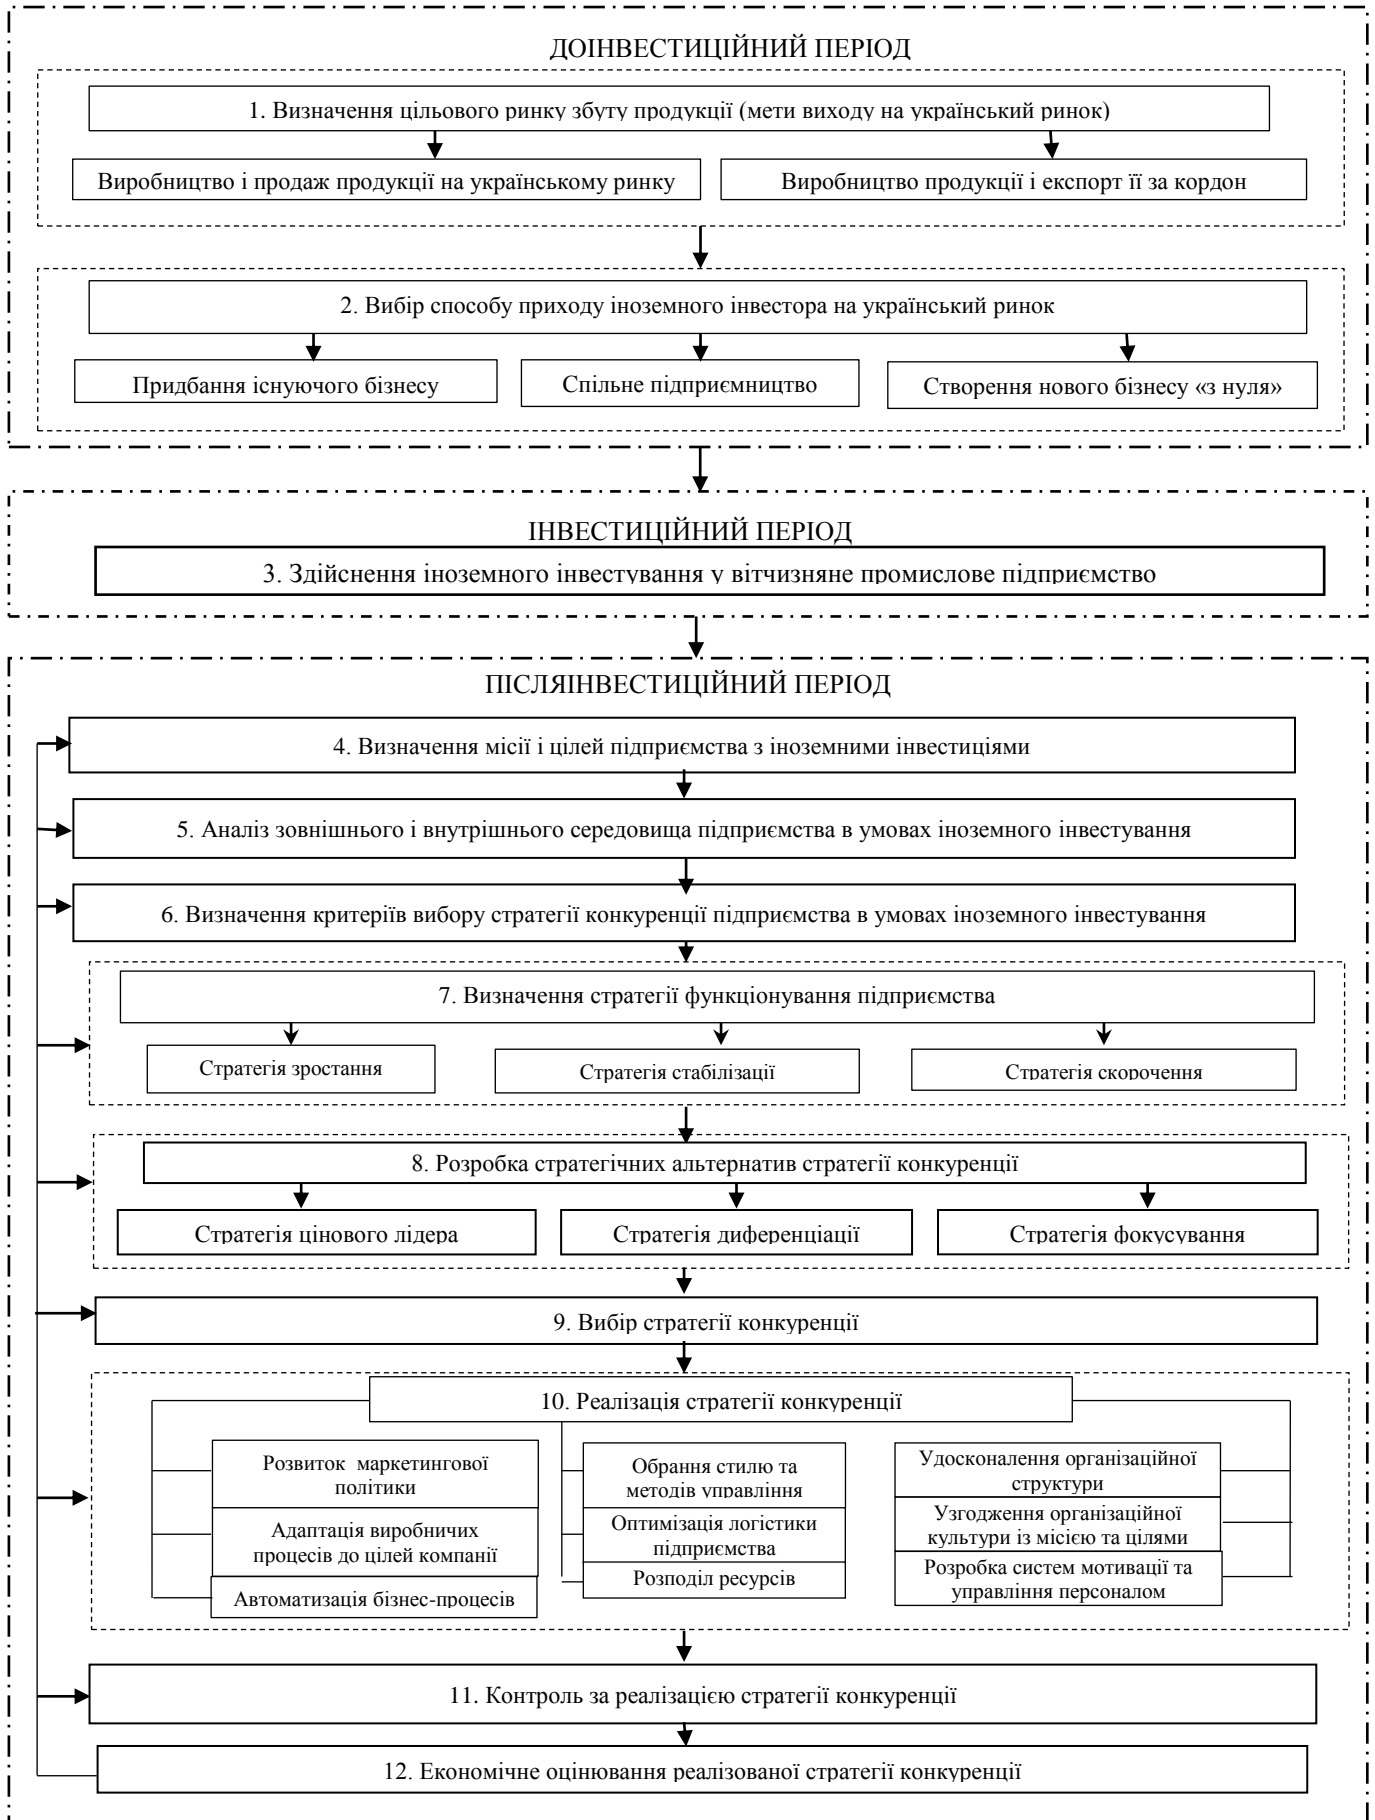 ДОІНВЕСТИЦІЙНИЙ ПЕРІОД
1. Визначення цільового ринку збуту продукції (мети виходу на український ринок)
Виробництво і продаж продукції на українському ринку
Виробництво продукції і експорт її за кордон
2. Вибір способу приходу іноземного інвестора на український ринок
Придбання існуючого бізнесу
Спільне підприємництво
Створення нового бізнесу «з нуля»
ІНВЕСТИЦІЙНИЙ ПЕРІОД
3. Здійснення іноземного інвестування у вітчизняне промислове підприємство
ПІСЛЯІНВЕСТИЦІЙНИЙ ПЕРІОД
4. Визначення місії і цілей підприємства з іноземними інвестиціями
5. Аналіз зовнішнього і внутрішнього середовища підприємства в умовах іноземного інвестування
6. Визначення критеріїв вибору стратегії конкуренції підприємства в умовах іноземного інвестування
7. Визначення стратегії функціонування підприємства
Стратегія зростання
Стратегія стабілізації
Стратегія скорочення
8. Розробка стратегічних альтернатив стратегії конкуренції
Стратегія цінового лідера
Стратегія диференціації
Стратегія фокусування
9. Вибір стратегії конкуренції
10. Реалізація стратегії конкуренції
Розвиток маркетингової
політики
Адаптація виробничих
процесів до цілей компанії
Автоматизація бізнес-процесів
Обрання стилю та
методів управління
Оптимізація логістики
підприємства
Розподіл ресурсів
Удосконалення організаційної
структури
Узгодження організаційної
культури із місією та цілями
Розробка систем мотивації та
управління персоналом
11. Контроль за реалізацією стратегії конкуренції
12. Економічне оцінювання реалізованої стратегії конкуренції